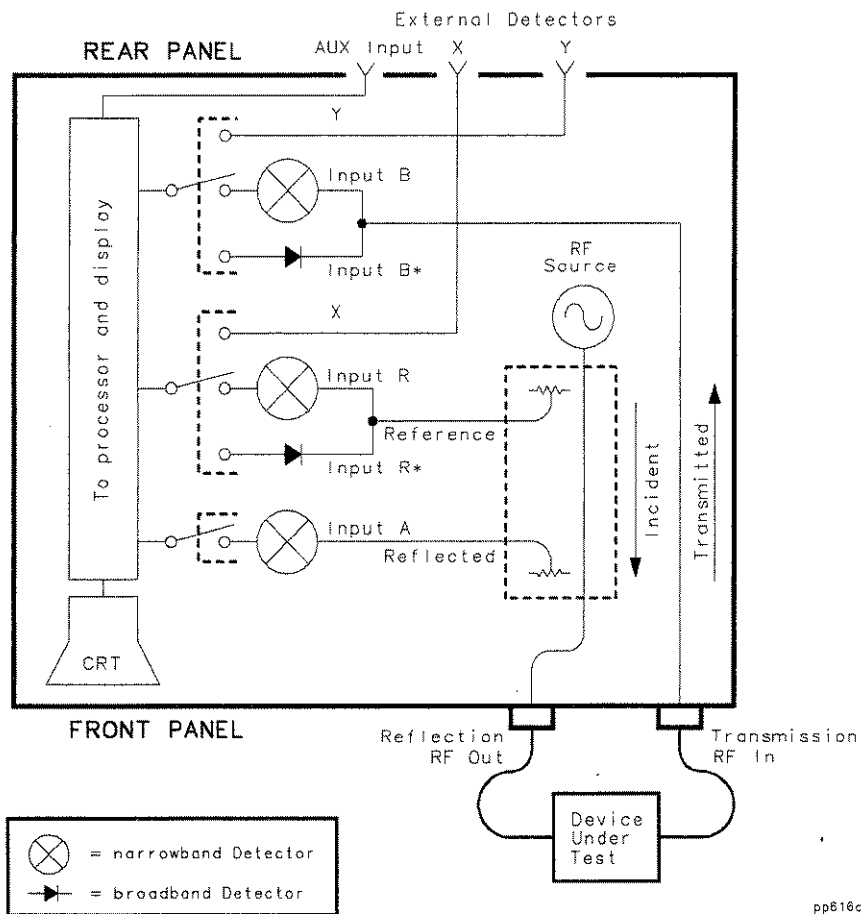 External Detectors
REAR PANEL
AUX Input X Y
Y
Input B
Input B*
X
RF
Source
Input R
Reference
Input R*
Input A
Reflected
To processor and display
Incident
Transmitted
CRT
FRONT PANEL
Reflection
RF Out
Transmission
RF In
Device
Under
Test
= narrowband Detector
= broadband Detector
pp616c